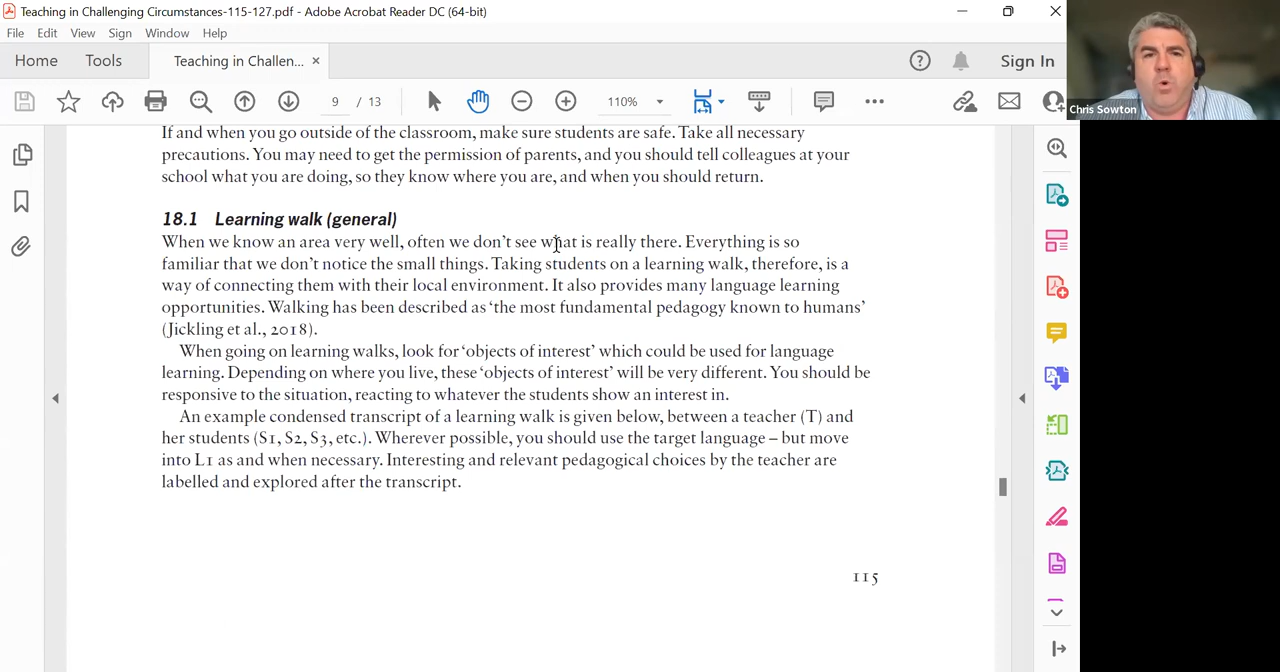 Teaching in Challenging Circumstances-115-127.pdf - Adobe Acrobat Reader DC (64-bit)
File Edit View Sign Window Help
Home Tools Teaching in Challen... × Sign In
9 / 13 110%
Chris Sowton
If and when you go outside of the classroom, make sure students are safe. Take all necessary
precautions. You may need to get the permission of parents, and you should tell colleagues at your
school what you are doing, so they know where you are, and when you should return.
18.1 Learning walk (general)
When we know an area very well, often we don’t see what is really there. Everything is so
familiar that we don’t notice the small things. Taking students on a learning walk, therefore, is a
way of connecting them with their local environment. It also provides many language learning
opportunities. Walking has been described as ‘the most fundamental pedagogy known to humans’
(Jickling et al., 2018).
When going on learning walks, look for ‘objects of interest’ which could be used for language
learning. Depending on where you live, these ‘objects of interest’ will be very different. You should be
responsive to the situation, reacting to whatever the students show an interest in.
An example condensed transcript of a learning walk is given below, between a teacher (T) and
her students (S1, S2, S3, etc.). Wherever possible, you should use the target language – but move
into L1 as and when necessary. Interesting and relevant pedagogical choices by the teacher are
labelled and explored after the transcript.
115